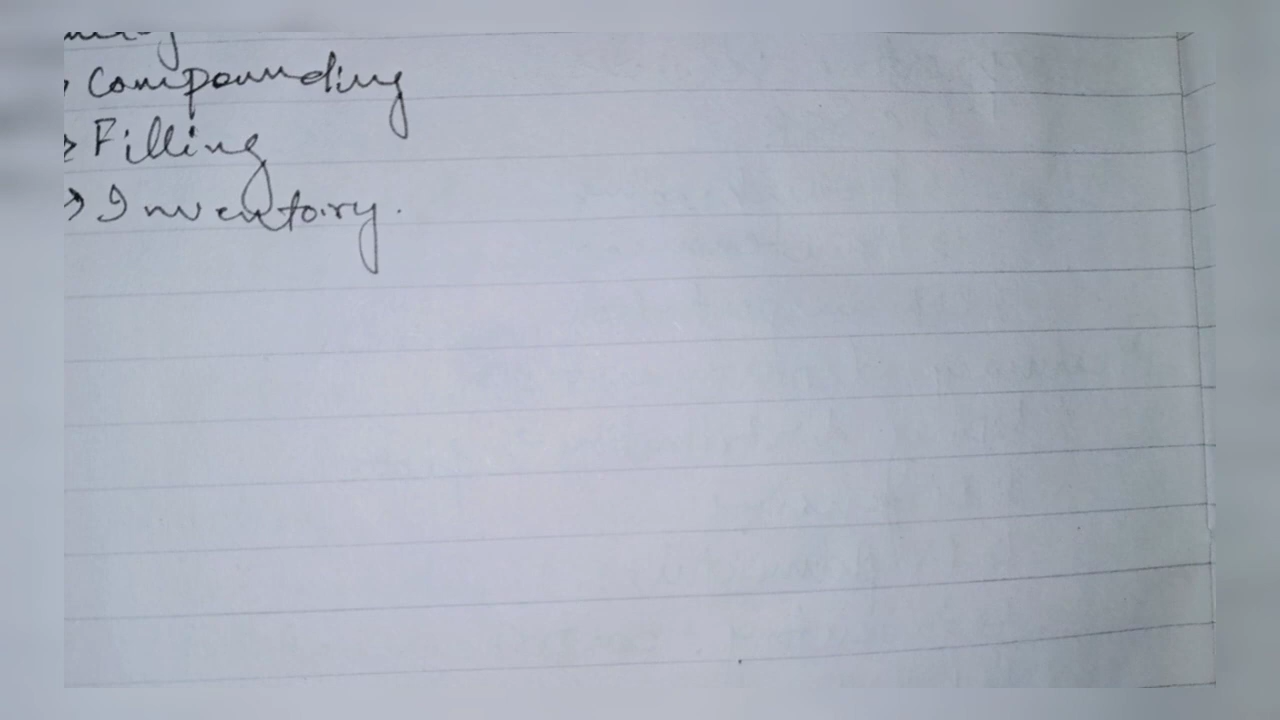 → Compounding
→ Filling
→ Inventory.